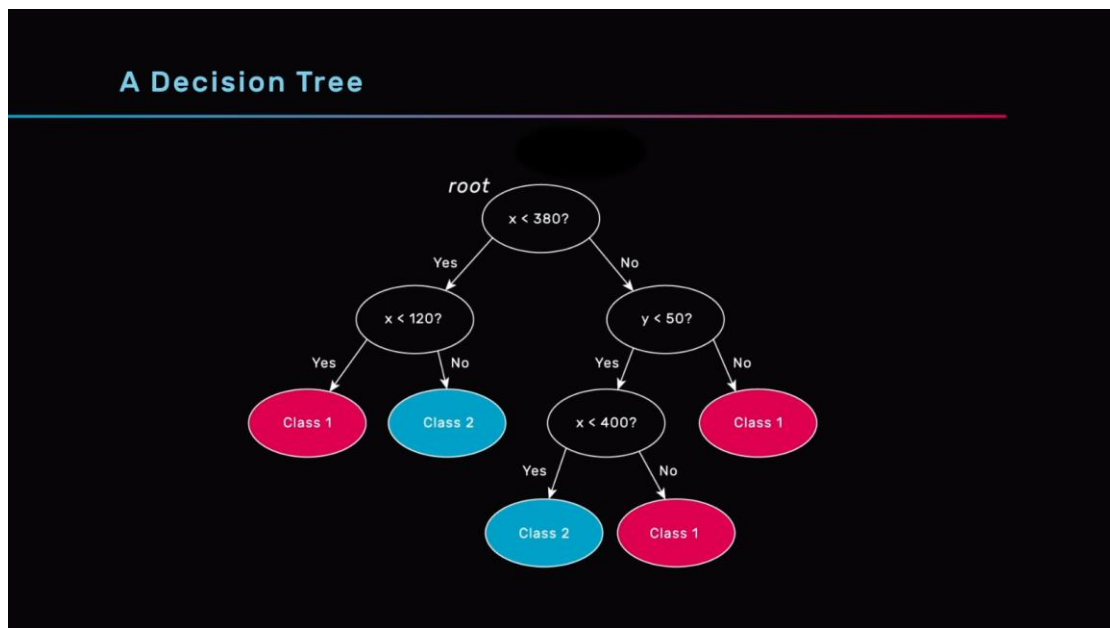 A Decision Tree
root
x < 380?
Yes
No
x < 120?
y < 50?
Yes
No
Yes
No
Class 1
Class 2
x < 400?
Class 1
Yes
No
Class 2
Class 1